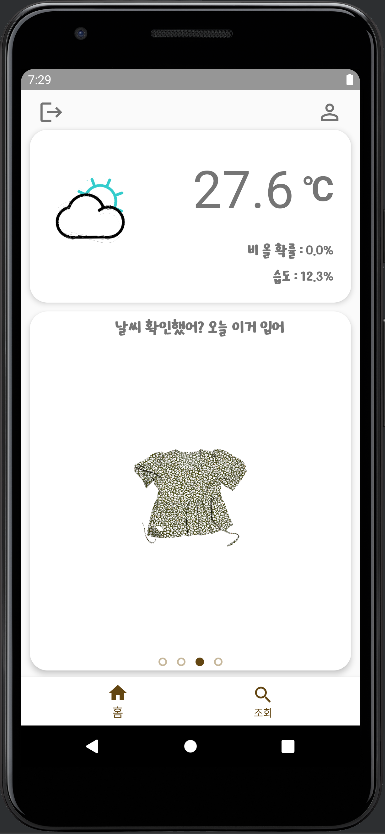 7:29
27.6 ℃
비 올 확률 : 0.0%
습도 : 12.3%
날씨 확인했어? 오늘 이거 입어
홈
조회